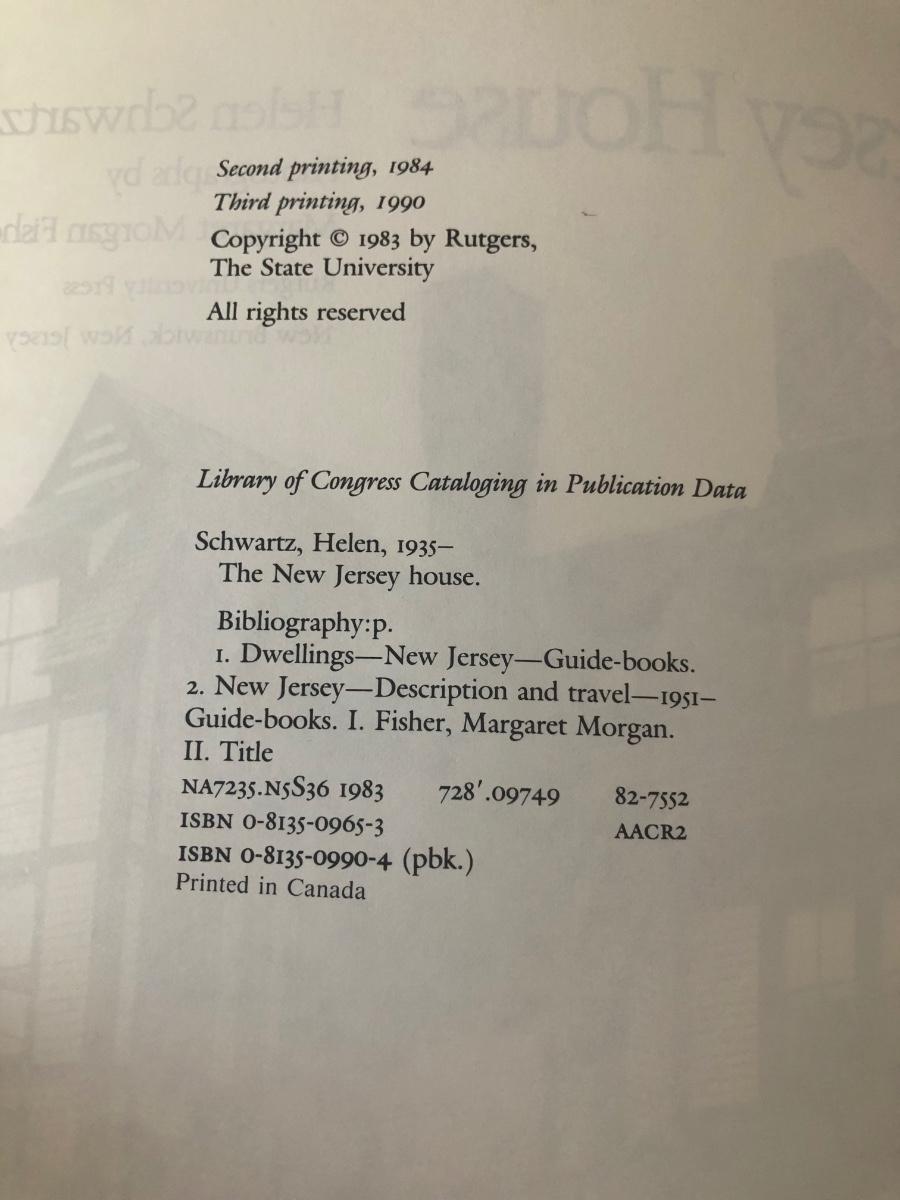 Second printing, 1984
Third printing, 1990
Copyright © 1983 by Rutgers,
The State University
All rights reserved
Library of Congress Cataloging in Publication Data
Schwartz, Helen, 1935–
The New Jersey house.
Bibliography:p.
1. Dwellings—New Jersey—Guide-books.
2. New Jersey—Description and travel—1951–
Guide-books. I. Fisher, Margaret Morgan.
II. Title
NA7235.N5S36 1983 728′.09749 82-7552
ISBN 0-8135-0965-3 AACR2
ISBN 0-8135-0990-4 (pbk.)
Printed in Canada